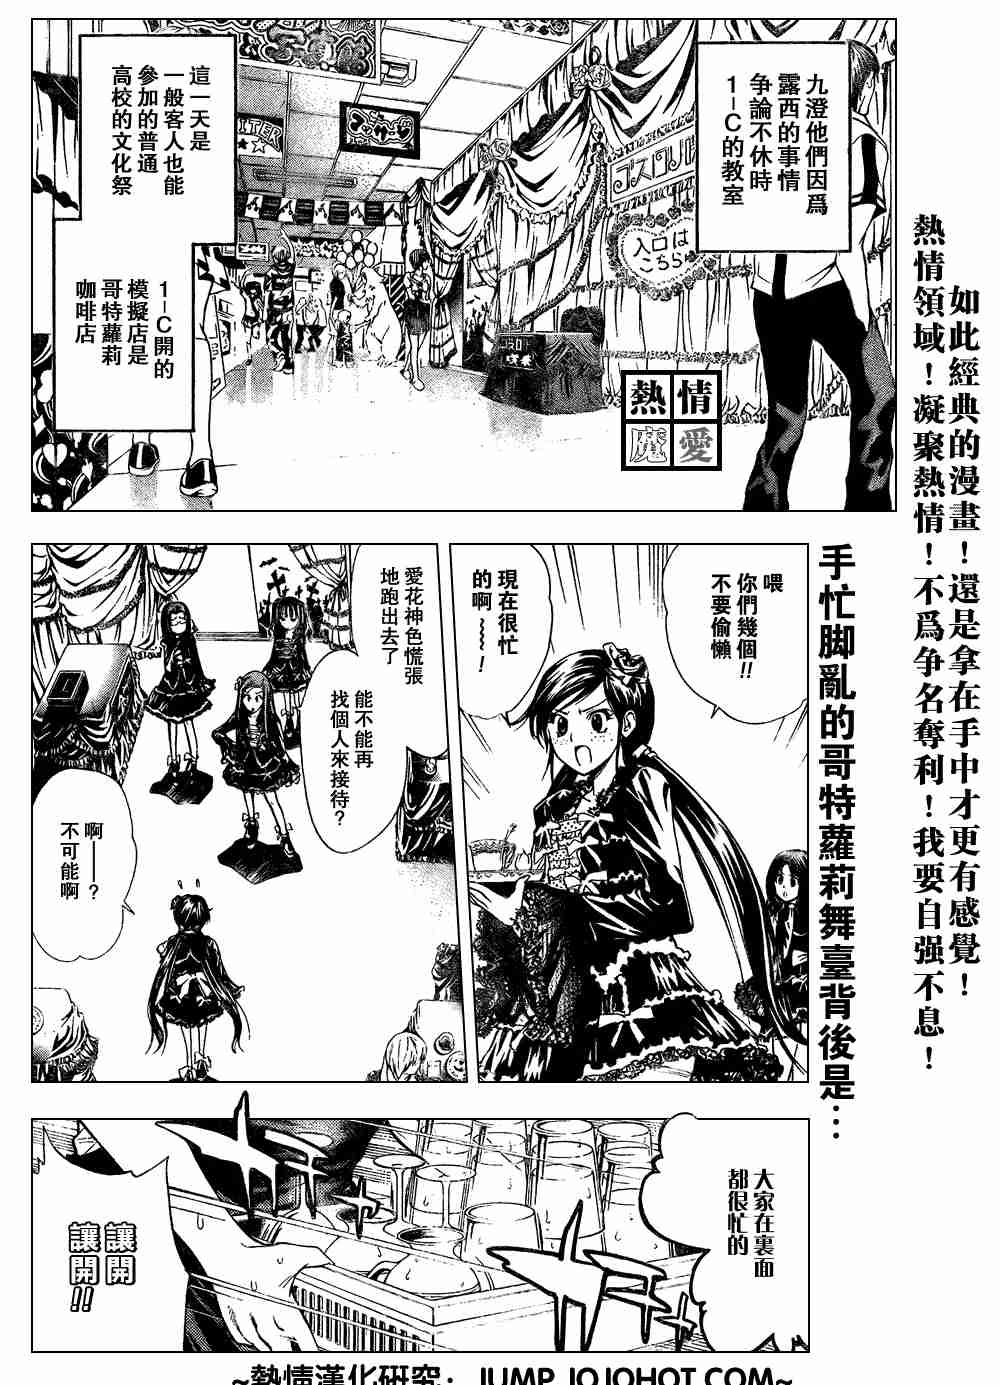 九澄他們因爲
露西的事情
争論不休時
1-C的教室
這一天是
一般客人也能
參加的普通
高校的文化祭
1-C開的
模擬店是
哥特蘿莉
咖啡店
入口は
こちら
熱情
魔愛
如此經典的漫畫！還是拿在手中才更有感覺！
熱情領域！凝聚熱情！不爲争名奪利！我要自强不息！
手忙脚亂的哥特蘿莉舞臺背後是…
喂
你們幾個!!
不要偷懶
現在很忙
的啊~~~~!
愛花神色慌張
地跑出去了
能不能再
找個人來接待?
啊——?
不可能啊
大家在裏面
都很忙的
讓開
讓開!!
~熱情漢化研究：JUMP.JOJOHOT.COM~